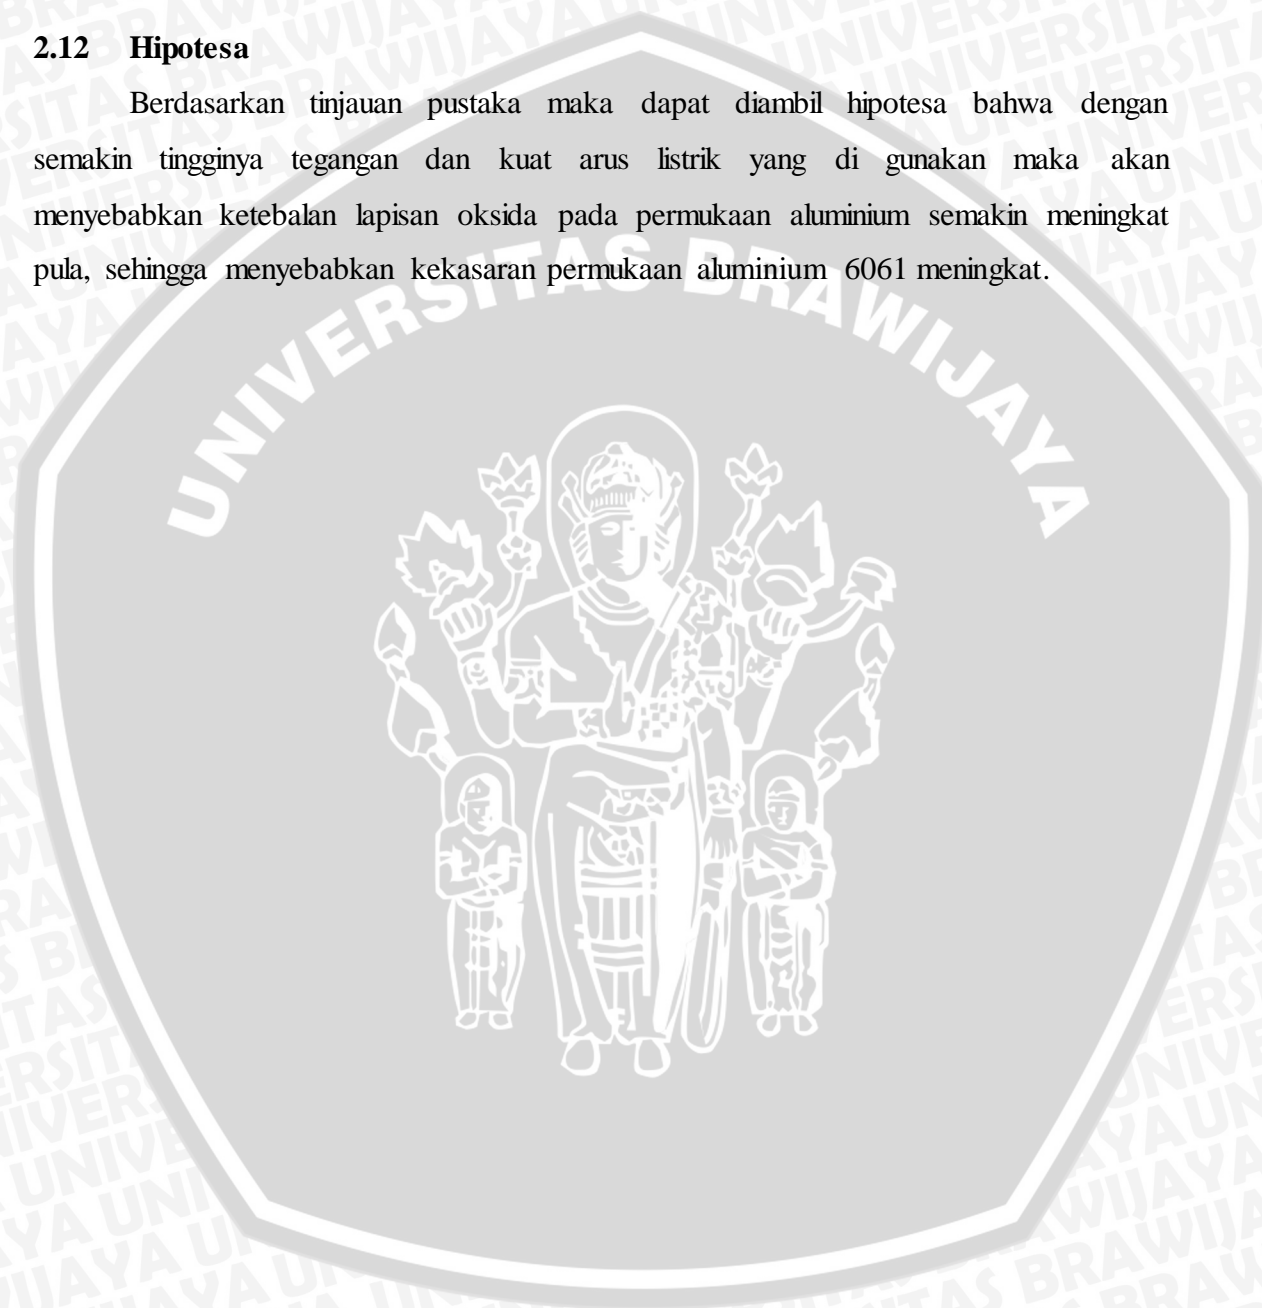 2.12 Hipotesa
Berdasarkan tinjauan pustaka maka dapat diambil hipotesa bahwa dengan
semakin tingginya tegangan dan kuat arus listrik yang di gunakan maka akan
menyebabkan ketebalan lapisan oksida pada permukaan aluminium semakin meningkat
pula, sehingga menyebabkan kekasaran permukaan aluminium 6061 meningkat.
UNIVERSITAS BRAWIJAYA